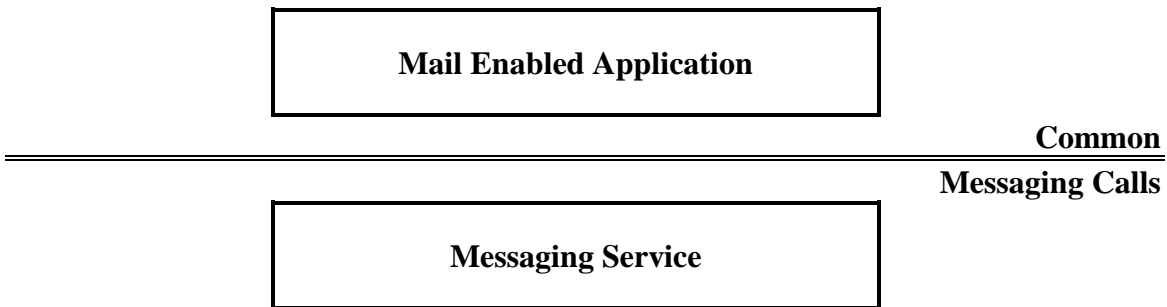 Mail Enabled Application
Common
Messaging Calls
Messaging Service